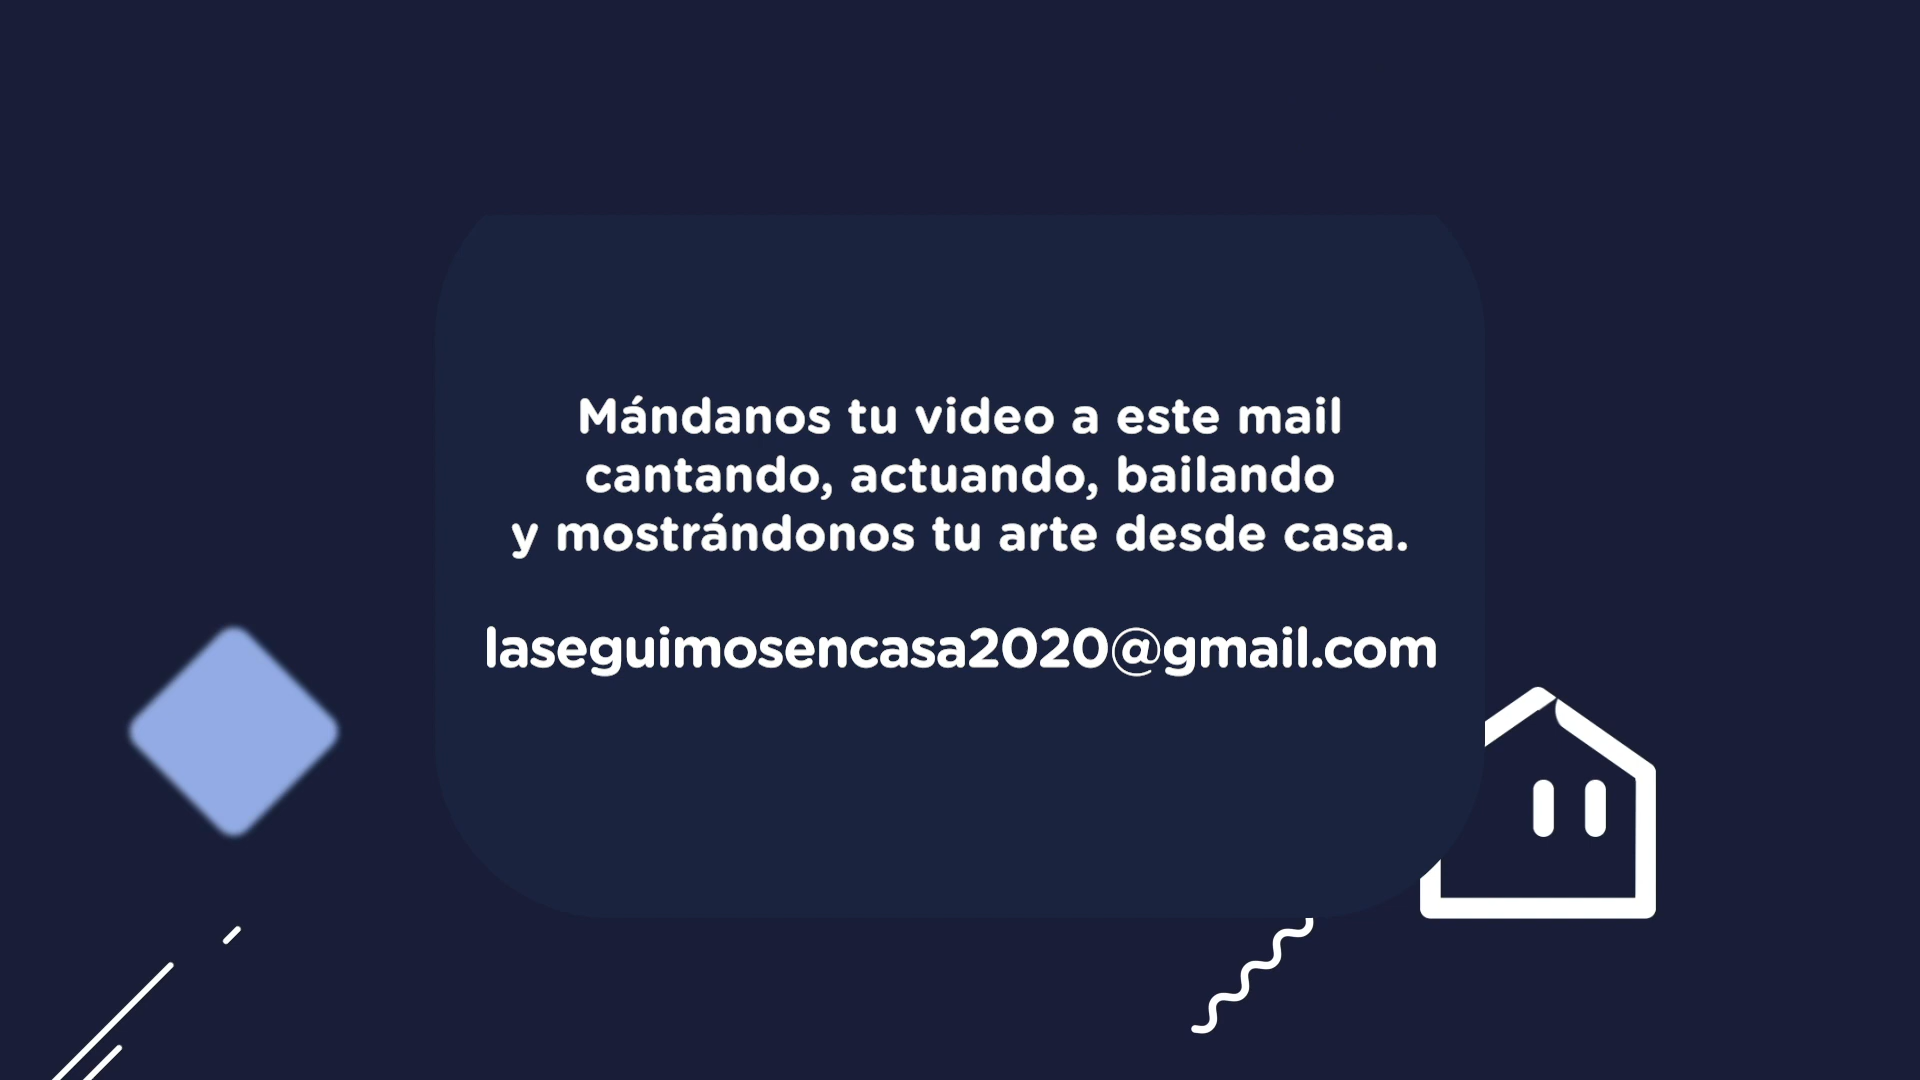 Mándanos tu video a este mail
cantando, actuando, bailando
y mostrándonos tu arte desde casa.
laseguimosencasa2020@gmail.com